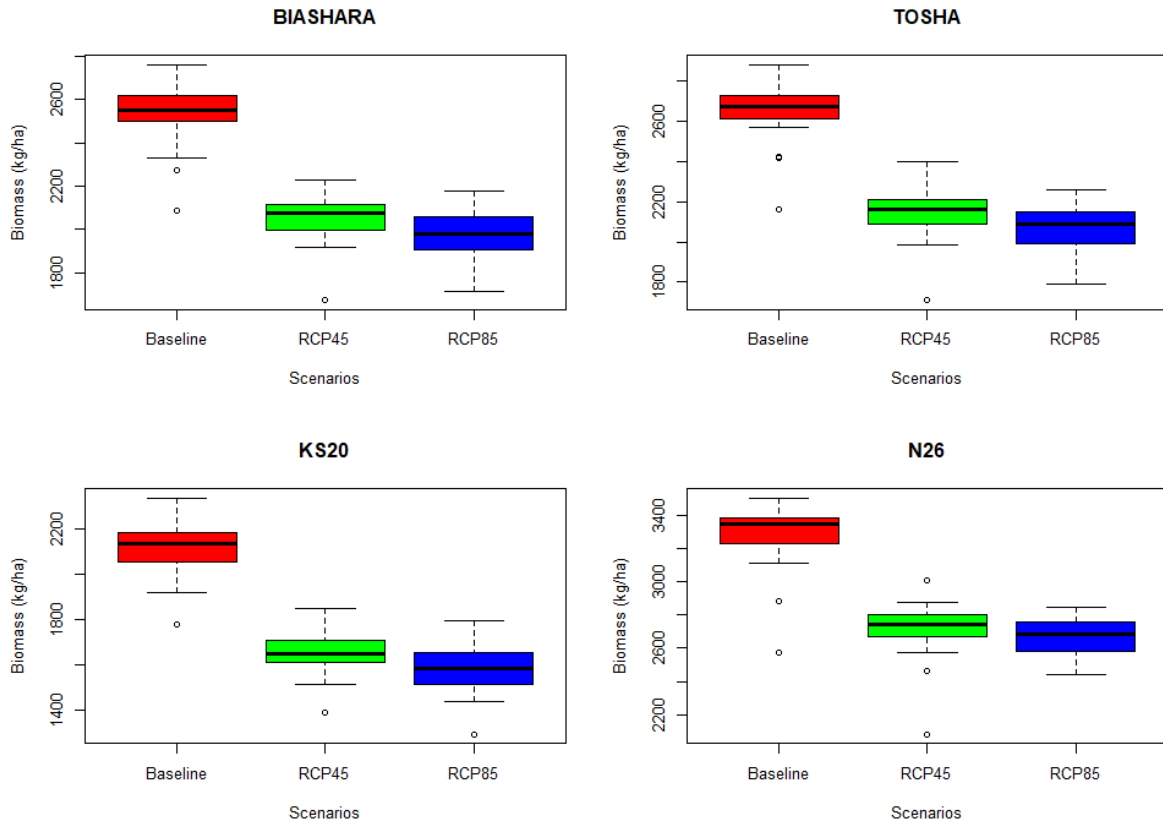 BIASHARA
Biomass (kg/ha)
2600
2200
1800
Baseline RCP45 RCP85
Scenarios
TOSHA
Biomass (kg/ha)
2600
2200
1800
Baseline RCP45 RCP85
Scenarios
KS20
Biomass (kg/ha)
2200
1800
1400
Baseline RCP45 RCP85
Scenarios
N26
Biomass (kg/ha)
3400
3000
2600
2200
Baseline RCP45 RCP85
Scenarios